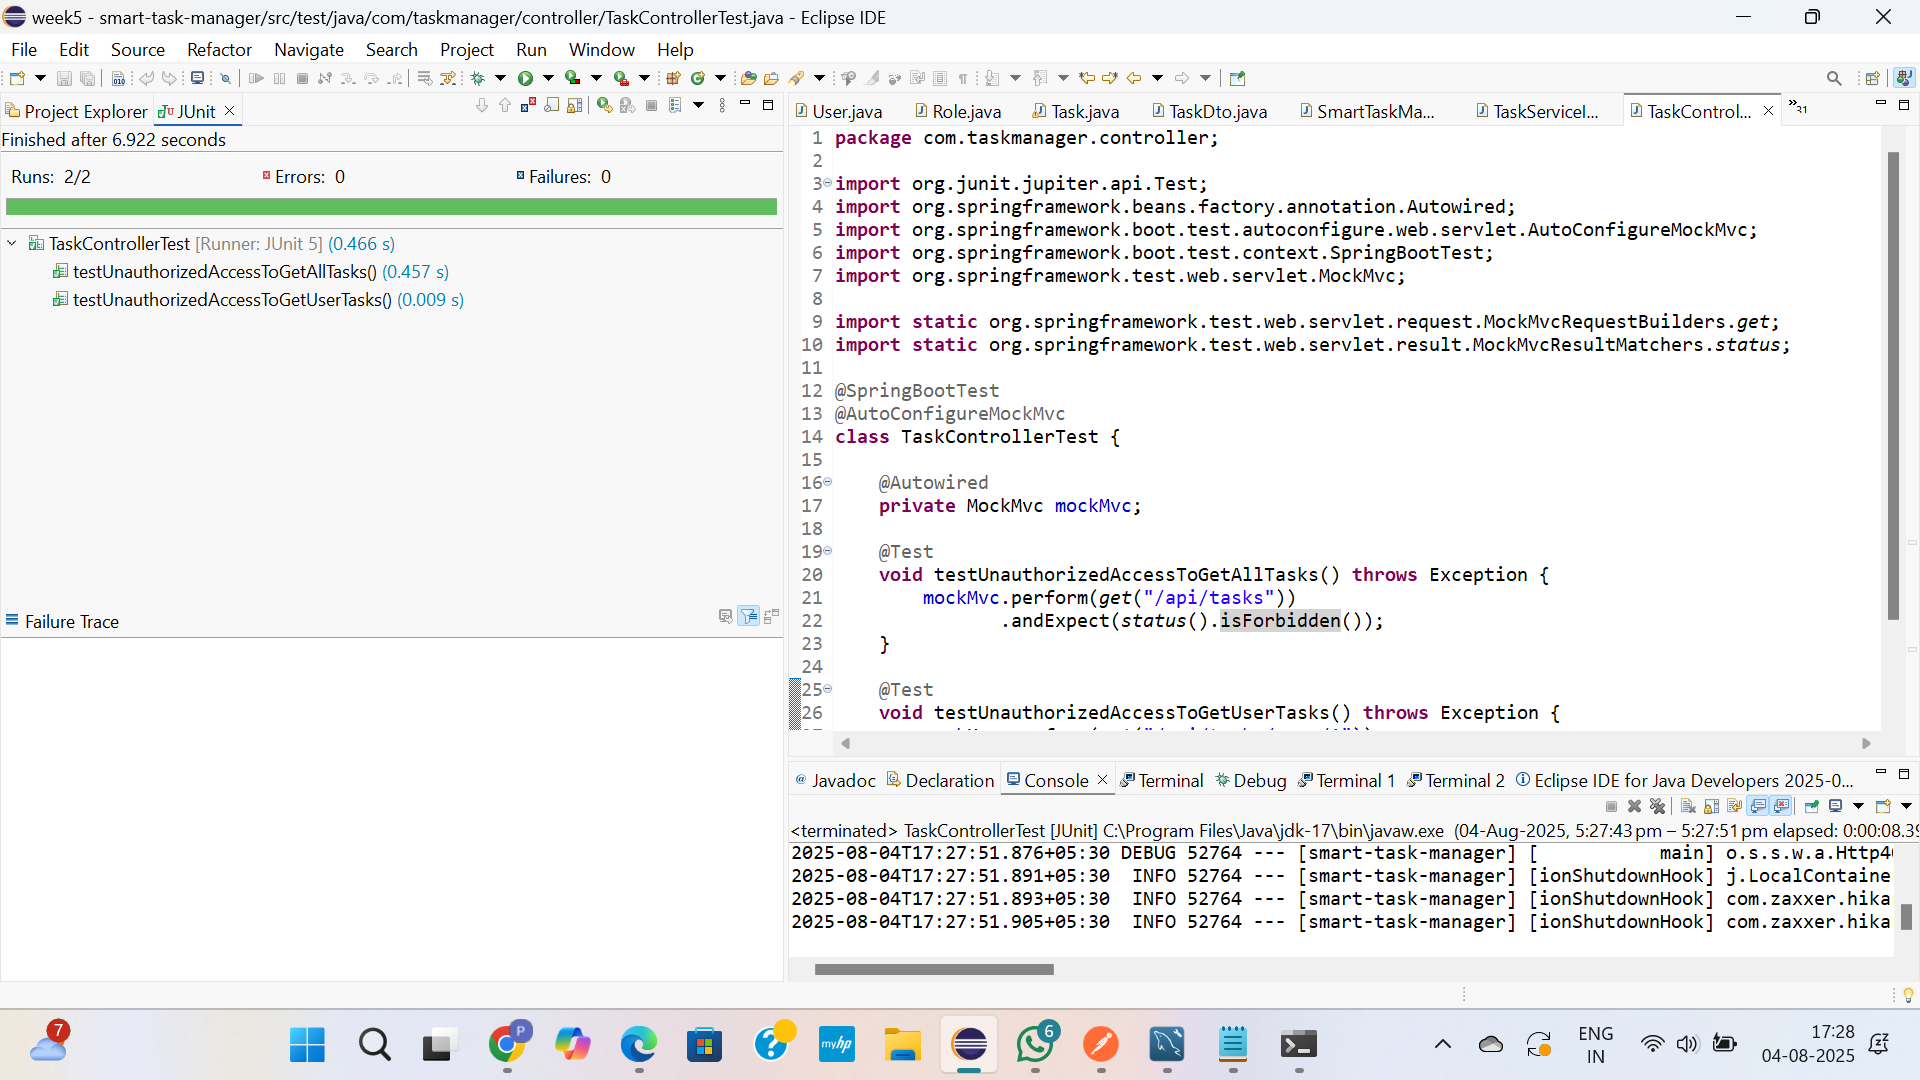 week5 - smart-task-manager/src/test/java/com/taskmanager/controller/TaskControllerTest.java - Eclipse IDE
File Edit Source Refactor Navigate Search Project Run Window Help
Project Explorer JUnit
Finished after 6.922 seconds
Runs: 2/2 Errors: 0 Failures: 0
TaskControllerTest [Runner: JUnit 5] (0.466 s)
testUnauthorizedAccessToGetAllTasks() (0.457 s)
testUnauthorizedAccessToGetUserTasks() (0.009 s)
Failure Trace
User.java Role.java Task.java TaskDto.java SmartTaskMa... TaskServiceI... TaskControl... 31
1 package com.taskmanager.controller;
2
3 import org.junit.jupiter.api.Test;
4 import org.springframework.beans.factory.annotation.Autowired;
5 import org.springframework.boot.test.autoconfigure.web.servlet.AutoConfigureMockMvc;
6 import org.springframework.boot.test.context.SpringBootTest;
7 import org.springframework.test.web.servlet.MockMvc;
8
9 import static org.springframework.test.web.servlet.request.MockMvcRequestBuilders.get;
10 import static org.springframework.test.web.servlet.result.MockMvcResultMatchers.status;
11
12 @SpringBootTest
13 @AutoConfigureMockMvc
14 class TaskControllerTest {
15
16 @Autowired
17 private MockMvc mockMvc;
18
19 @Test
20 void testUnauthorizedAccessToGetAllTasks() throws Exception {
21 mockMvc.perform(get("/api/tasks"))
22 .andExpect(status().isForbidden());
23 }
24
25 @Test
26 void testUnauthorizedAccessToGetUserTasks() throws Exception {
Javadoc Declaration Console Terminal Debug Terminal 1 Terminal 2 Eclipse IDE for Java Developers 2025-0...
<terminated> TaskControllerTest [JUnit] C:\Program Files\Java\jdk-17\bin\javaw.exe (04-Aug-2025, 5:27:43 pm – 5:27:51 pm elapsed: 0:00:08.39
2025-08-04T17:27:51.876+05:30 DEBUG 52764 --- [smart-task-manager] [ main] o.s.s.w.a.Http4
2025-08-04T17:27:51.891+05:30 INFO 52764 --- [smart-task-manager] [ionShutdownHook] j.LocalContaine
2025-08-04T17:27:51.893+05:30 INFO 52764 --- [smart-task-manager] [ionShutdownHook] com.zaxxer.hika
2025-08-04T17:27:51.905+05:30 INFO 52764 --- [smart-task-manager] [ionShutdownHook] com.zaxxer.hika
7 P myhp 6
ENG
IN
17:28
04-08-2025